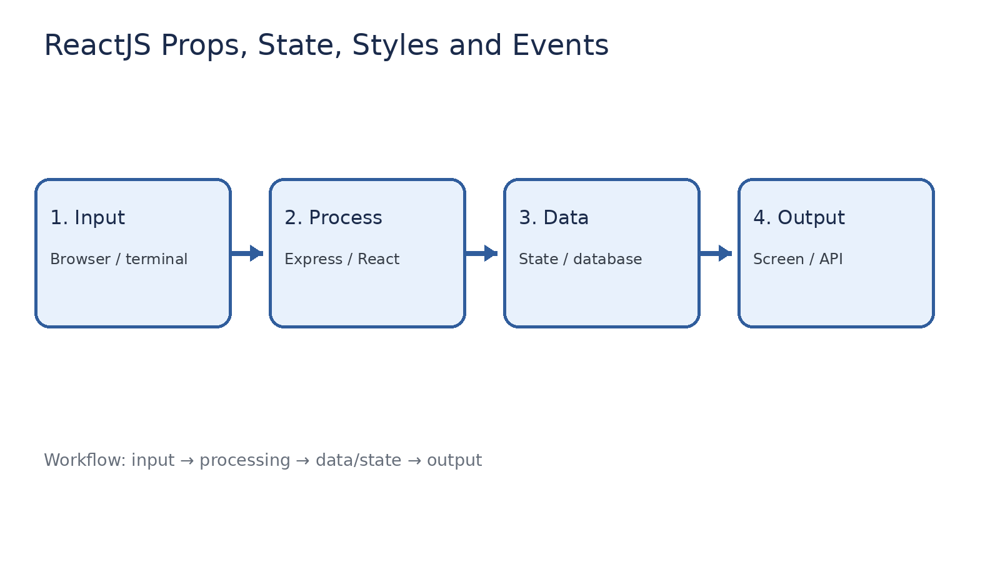 ReactJS Props, State, Styles and Events
1. Input
Browser / terminal
2. Process
Express / React
3. Data
State / database
4. Output
Screen / API
Workflow: input → processing → data/state → output